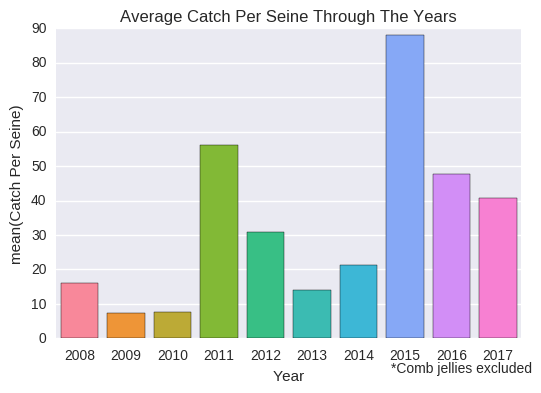 Average Catch Per Seine Through The Years
90
80
70
60
50
40
30
20
10
0
mean(Catch Per Seine)
2008 2009 2010 2011 2012 2013 2014 2015 2016 2017
Year
*Comb jellies excluded